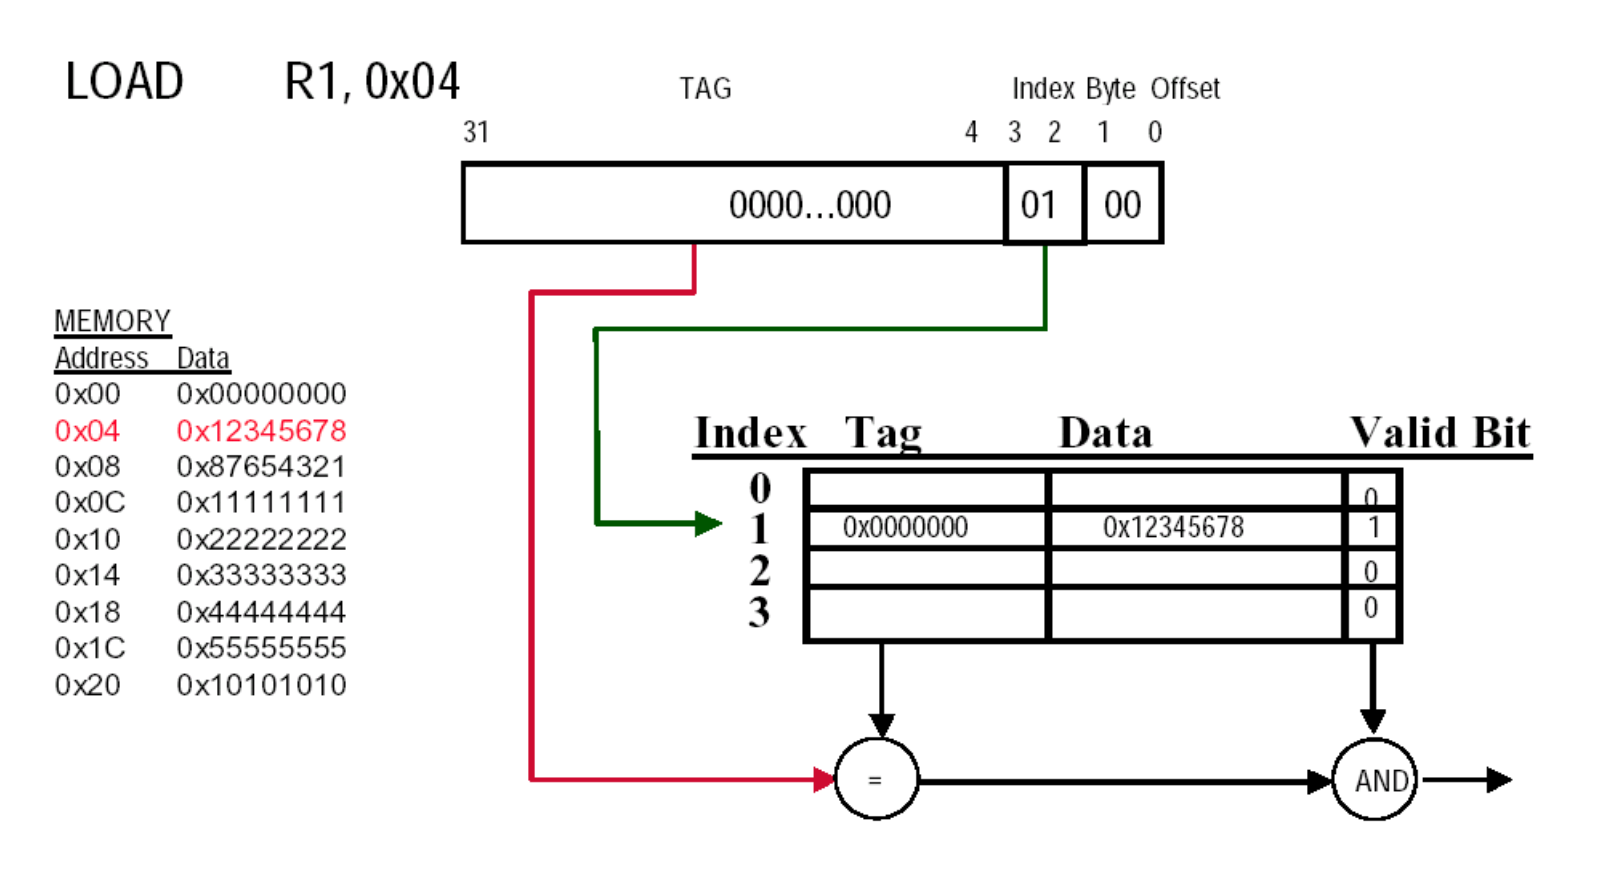 LOAD R1, 0x04
TAG Index Byte Offset
31 4 3 2 1 0
0000...000 01 00
MEMORY
Address Data
0x00 0x00000000
0x04 0x12345678
0x08 0x87654321
0x0C 0x11111111
0x10 0x22222222
0x14 0x33333333
0x18 0x44444444
0x1C 0x55555555
0x20 0x10101010
Index Tag Data Valid Bit
0 0
1 0x0000000 0x12345678 1
2 0
3 0
= AND